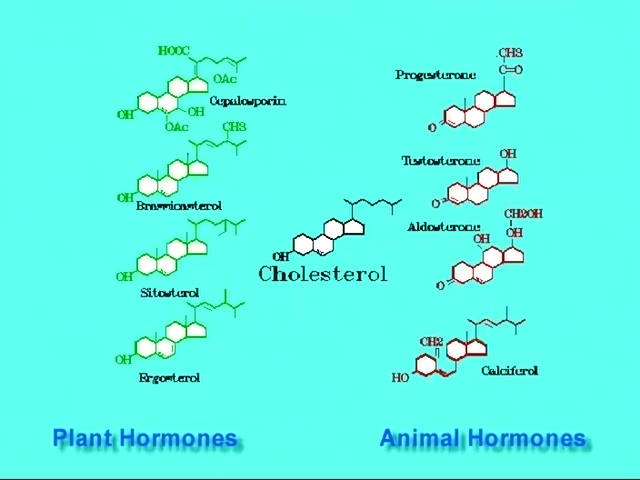 HOOC
OAc
OH
OH
OAc
Cepalosporin
CH3
OH
Brassicasterol
OH
Sitosterol
OH
Ergosterol
OH
Cholesterol
CH3
C=O
Progesterone
O
OH
Testosterone
O
CH2OH
Aldosterone
OH
OH
O
CH2
HO
Calciferol
Plant Hormones
Animal Hormones